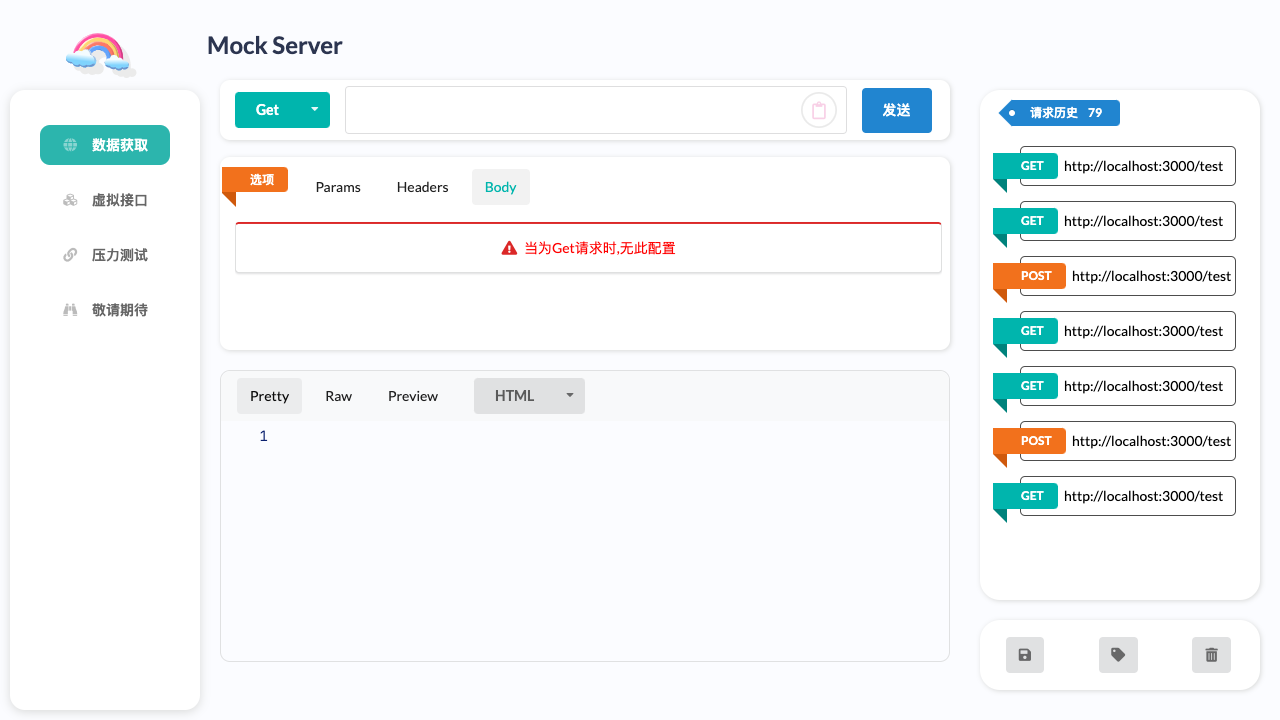 Mock Server
数据获取
虚拟接口
压力测试
敬请期待
Get
发送
选项
Params
Headers
Body
当为Get请求时,无此配置
Pretty
Raw
Preview
HTML
1
请求历史 79
GET http://localhost:3000/test
GET http://localhost:3000/test
POST http://localhost:3000/test
GET http://localhost:3000/test
GET http://localhost:3000/test
POST http://localhost:3000/test
GET http://localhost:3000/test